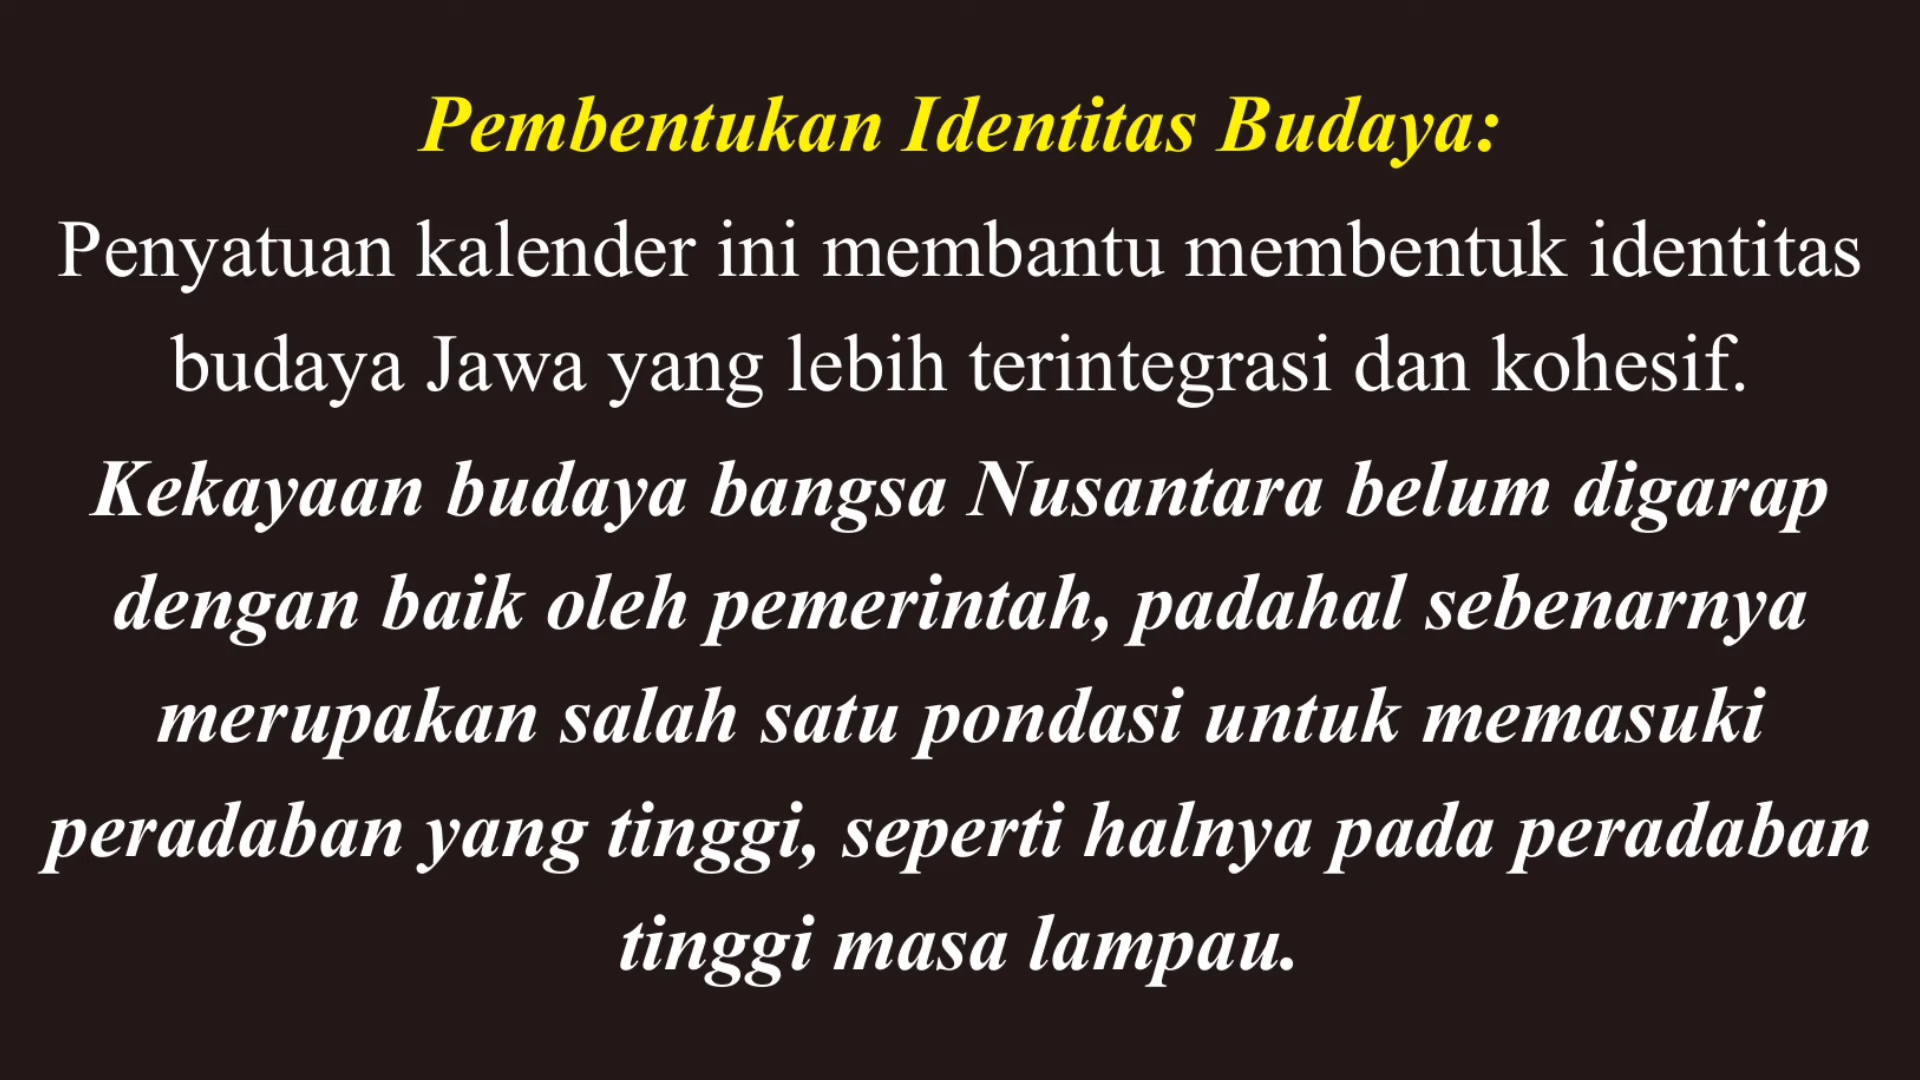 Pembentukan Identitas Budaya:
Penyatuan kalender ini membantu membentuk identitas
budaya Jawa yang lebih terintegrasi dan kohesif.
Kekayaan budaya bangsa Nusantara belum digarap
dengan baik oleh pemerintah, padahal sebenarnya
merupakan salah satu pondasi untuk memasuki
peradaban yang tinggi, seperti halnya pada peradaban
tinggi masa lampau.